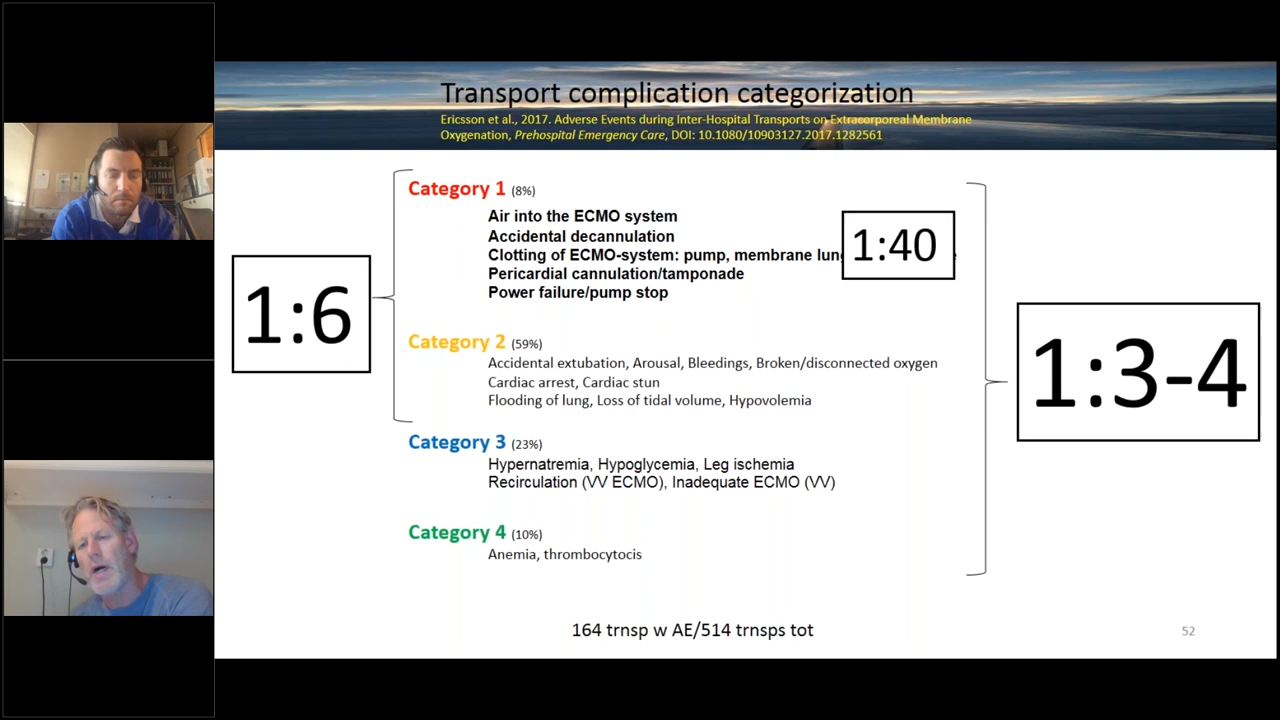 Transport complication categorization
Ericsson et al., 2017. Adverse Events during Inter-Hospital Transports on Extracorporeal Membrane
Oxygenation, Prehospital Emergency Care, DOI: 10.1080/10903127.2017.1282561
Category 1 (8%)
Air into the ECMO system
Accidental decannulation
Clotting of ECMO-system: pump, membrane
Pericardial cannulation/tamponade
Power failure/pump stop
1:40
1:6
Category 2 (59%)
Accidental extubation, Arousal, Bleedings, Broken/disconnected oxygen
Cardiac arrest, Cardiac stun
Flooding of lung, Loss of tidal volume, Hypovolemia
1:3-4
Category 3 (23%)
Hypernatremia, Hypoglycemia, Leg ischemia
Recirculation (VV ECMO), Inadequate ECMO (VV)
Category 4 (10%)
Anemia, thrombocytocis
164 trnsp w AE/514 trnsps tot
52